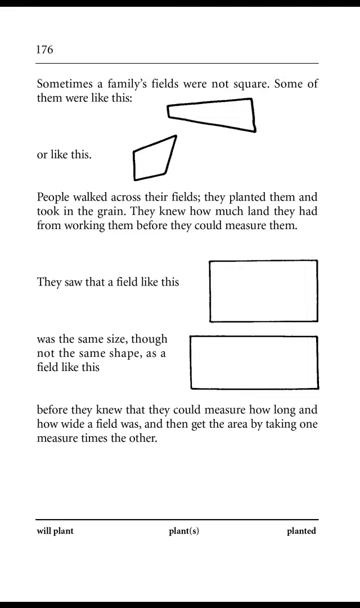 176
Sometimes a family's fields were not square. Some of
them were like this:
or like this.
People walked across their fields; they planted them and
took in the grain. They knew how much land they had
from working them before they could measure them.
They saw that a field like this
was the same size, though
not the same shape, as a
field like this
before they knew that they could measure how long and
how wide a field was, and then get the area by taking one
measure times the other.
will plant plant(s) planted